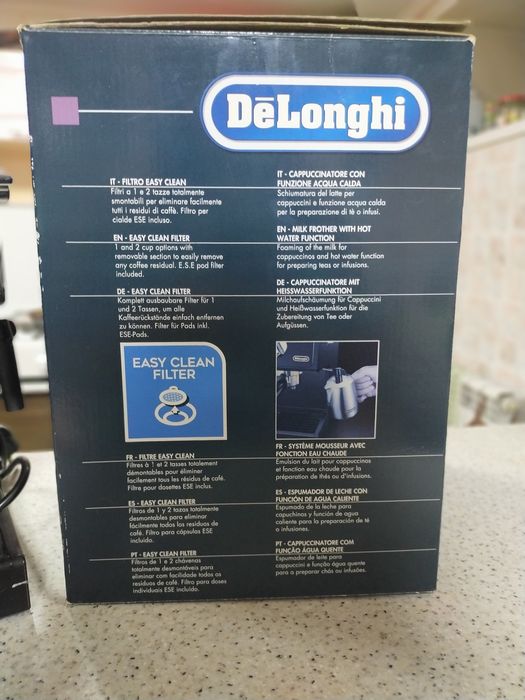 DēLonghi
IT - FILTRO EASY CLEAN
Filtri a 1 e 2 tazze totalmente
smontabili per eliminare facilmente
tutti i residui di caffè. Filtro per
cialde ESE incluso.
EN - EASY CLEAN FILTER
1 and 2 cup options with
removable section to easily remove
any coffee residual. E.S.E pod filter
included.
DE - EASY CLEAN FILTER
Komplett ausbaubare Filter für 1
und 2 Tassen, um alle
Kaffeerückstände einfach entfernen
zu können. Filter für Pads inkl.
ESE-Pads.
EASY CLEAN
FILTER
FR - FILTRE EASY CLEAN
Filtres à 1 et 2 tasses totalement
démontables pour éliminer
facilement tous les résidus de café.
Filtre pour dosettes ESE inclus.
ES - EASY CLEAN FILTER
Filtros de 1 y 2 tazas totalmente
desmontables para eliminar
fácilmente todos los residuos de
café. Filtro para cápsulas ESE
incluido.
PT - EASY CLEAN FILTER
Filtros de 1 e 2 chávenas
totalmente desmontáveis para
eliminar com facilidade todos os
resíduos de café. Filtro para doses
individuais ESE incluído.
IT - CAPPUCCINATORE CON
FUNZIONE ACQUA CALDA
Schiumatura del latte per
cappuccini e funzione acqua calda
per la preparazione di tè o infusi.
EN - MILK FROTHER WITH HOT
WATER FUNCTION
Foaming of the milk for
cappuccinos and hot water function
for preparing teas or infusions.
DE - CAPPUCCINATORE MIT
HEISSWASSERFUNKTION
Milchaufschäumung für Cappuccini
und Heißwasserfunktion für die
Zubereitung von Tee oder
Aufgüssen.
DēLonghi
FR - SYSTÈME MOUSSEUR AVEC
FONCTION EAU CHAUDE
Émulsion du lait pour cappuccinos
et fonction eau chaude pour la
préparation de thés ou d'infusions.
ES - ESPUMADOR DE LECHE CON
FUNCIÓN DE AGUA CALIENTE
Espumado de la leche para
capuchinos y función de agua
caliente para la preparación de té
o infusiones.
PT - CAPPUCCINATORE COM
FUNÇÃO ÁGUA QUENTE
Espumador de leite para
cappuccini e função água quente
para a preparar chás ou infusões.